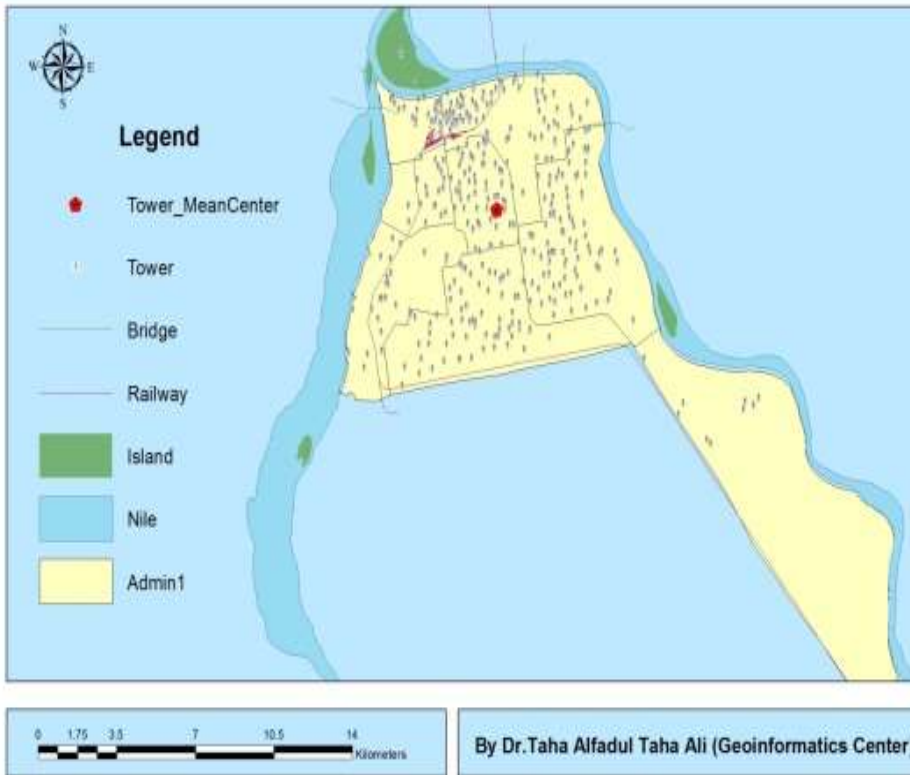 N
W E
S
Legend
Tower_MeanCenter
Tower
Bridge
Railway
Island
Nile
Admin1
0 1.75 3.5 7 10.5 14
Kilometers
By Dr.Taha Alfadul Taha Ali (Geoinformatics Center)